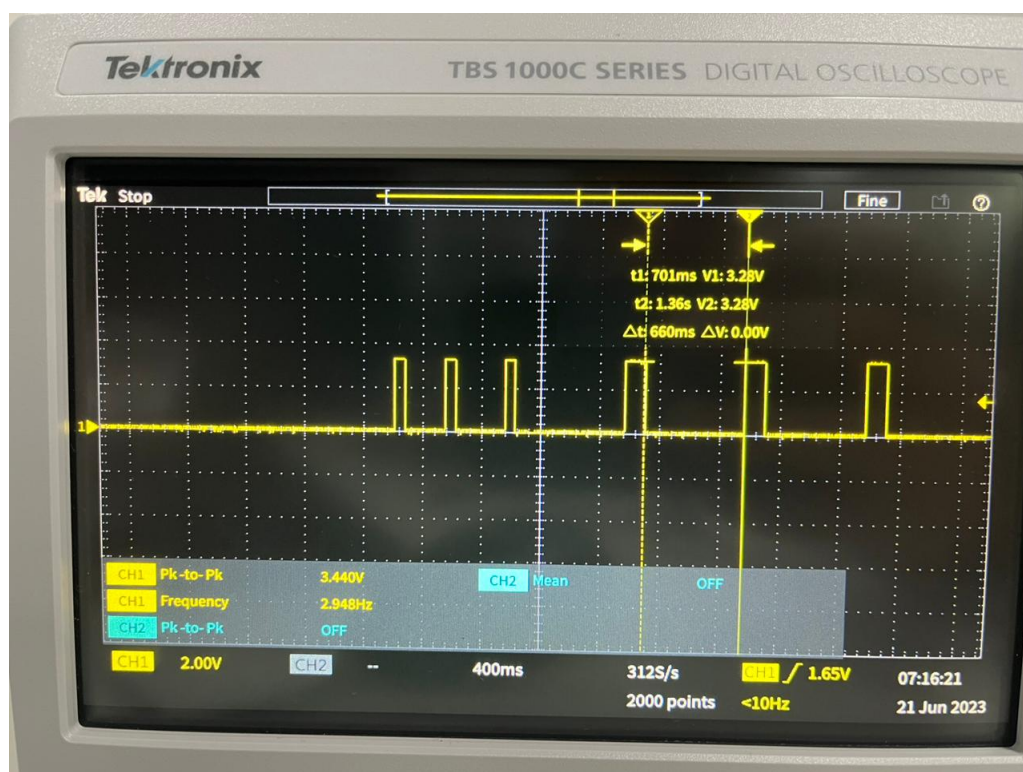 Tektronix TBS 1000C SERIES DIGITAL OSCILLOSCOPE
Tek Stop Fine ?
1 2
t1: 701ms V1: 3.28V
t2: 1.36s V2: 3.28V
Δt: 660ms ΔV: 0.00V
1
CH1 Pk-to-Pk 3.440V CH2 Mean OFF
CH1 Frequency 2.948Hz
CH2 Pk-to-Pk OFF
CH1 2.00V CH2 -- 400ms 312S/s CH1 / 1.65V 07:16:21
2000 points <10Hz 21 Jun 2023